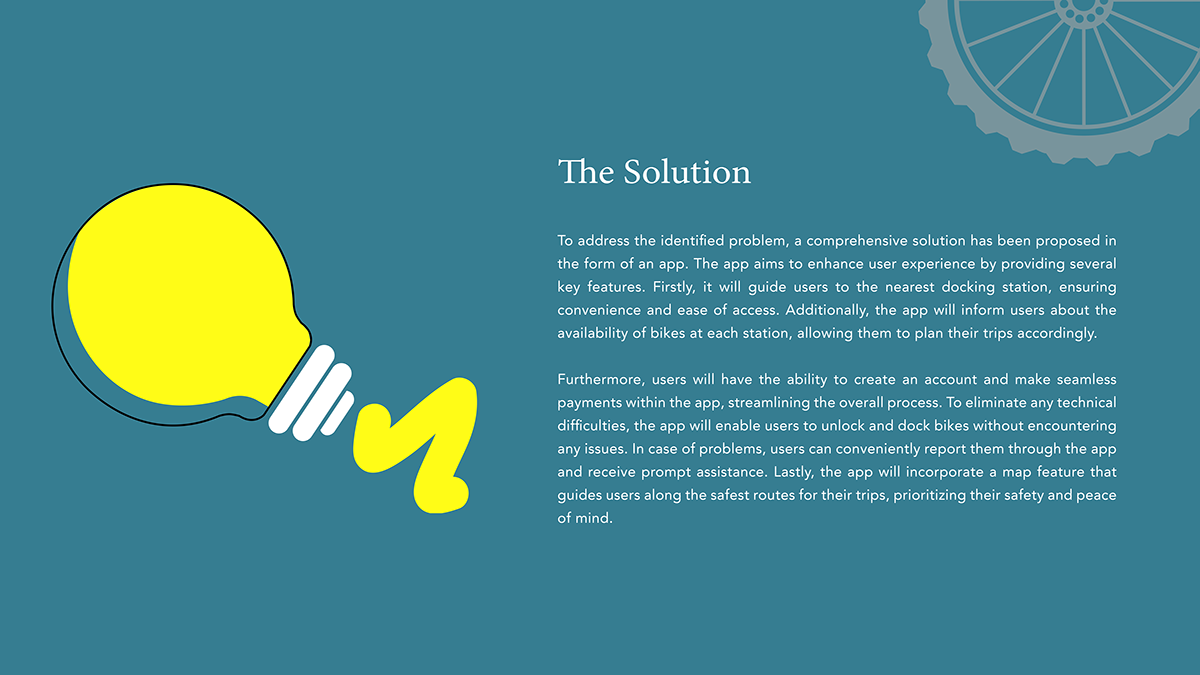 The Solution
To address the identified problem, a comprehensive solution has been proposed in
the form of an app. The app aims to enhance user experience by providing several
key features. Firstly, it will guide users to the nearest docking station, ensuring
convenience and ease of access. Additionally, the app will inform users about the
availability of bikes at each station, allowing them to plan their trips accordingly.
Furthermore, users will have the ability to create an account and make seamless
payments within the app, streamlining the overall process. To eliminate any technical
difficulties, the app will enable users to unlock and dock bikes without encountering
any issues. In case of problems, users can conveniently report them through the app
and receive prompt assistance. Lastly, the app will incorporate a map feature that
guides users along the safest routes for their trips, prioritizing their safety and peace
of mind.